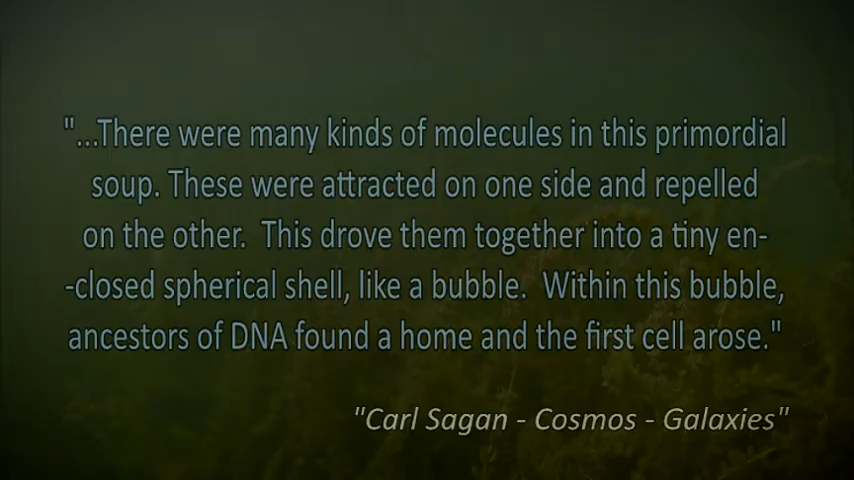 "...There were many kinds of molecules in this primordial
soup. These were attracted on one side and repelled
on the other.  This drove them together into a tiny en-
-closed spherical shell, like a bubble.  Within this bubble,
ancestors of DNA found a home and the first cell arose."
"Carl Sagan - Cosmos - Galaxies"